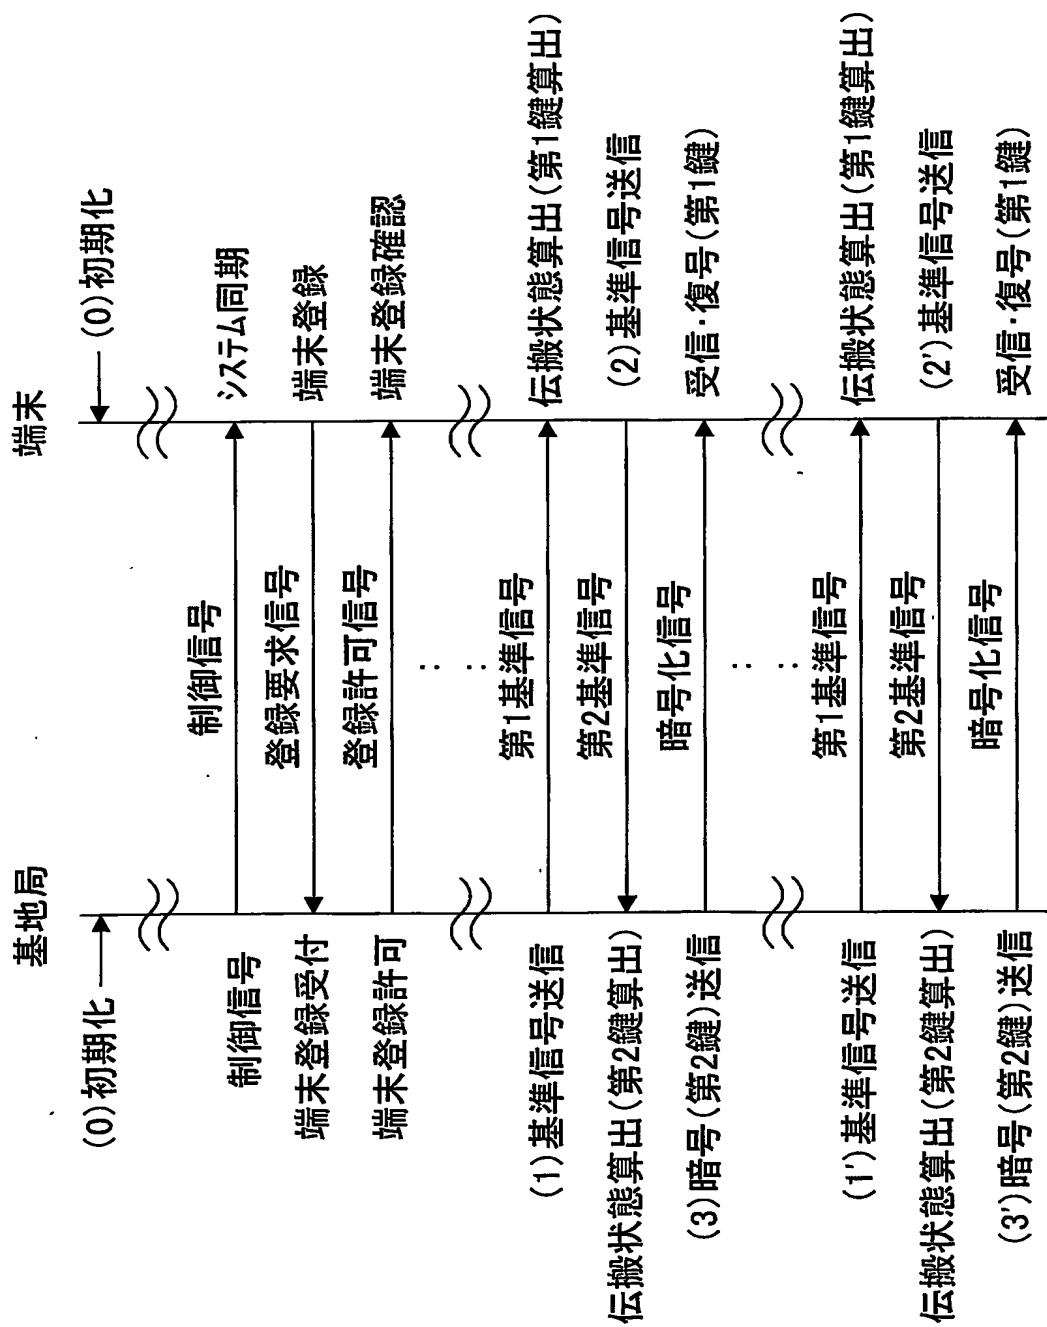 基地局
端末
(0)初期化
(0)初期化
制御信号
制御信号
システム同期
端末登録受付
登録要求信号
端末登録
端末登録許可
登録許可信号
端末登録確認
(1)基準信号送信
第1基準信号
伝搬状態算出(第1鍵算出)
伝搬状態算出(第2鍵算出)
第2基準信号
(2)基準信号送信
(3)暗号(第2鍵)送信
暗号化信号
受信・復号(第1鍵)
(1')基準信号送信
第1基準信号
伝搬状態算出(第1鍵算出)
伝搬状態算出(第2鍵算出)
第2基準信号
(2')基準信号送信
(3')暗号(第2鍵)送信
暗号化信号
受信・復号(第1鍵)